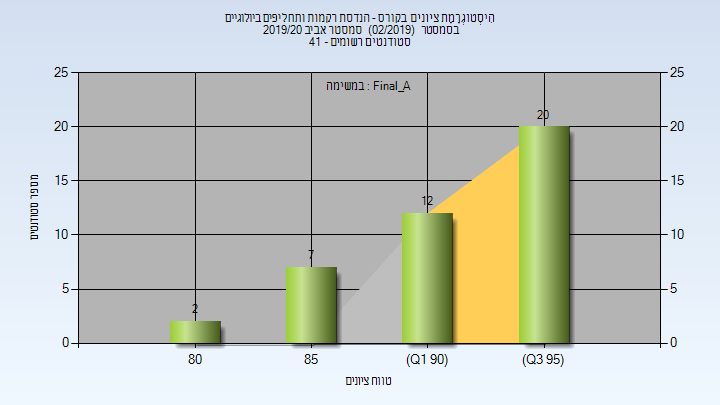 הִיסְטוֹגְרָמַת ציונים בקורס - הנדסת רקמות ותחליפים ביולוגיים
בסמסטר (02/2019) סמסטר אביב 2019/20
סטודנטים רשומים - 41
במשימה : Final_A
25 25
20 20
15 15
10 10
5 5
0 0
2 7 12 20
80 85 (Q1 90) (Q3 95)
מספר סטודנטים
טווח ציונים